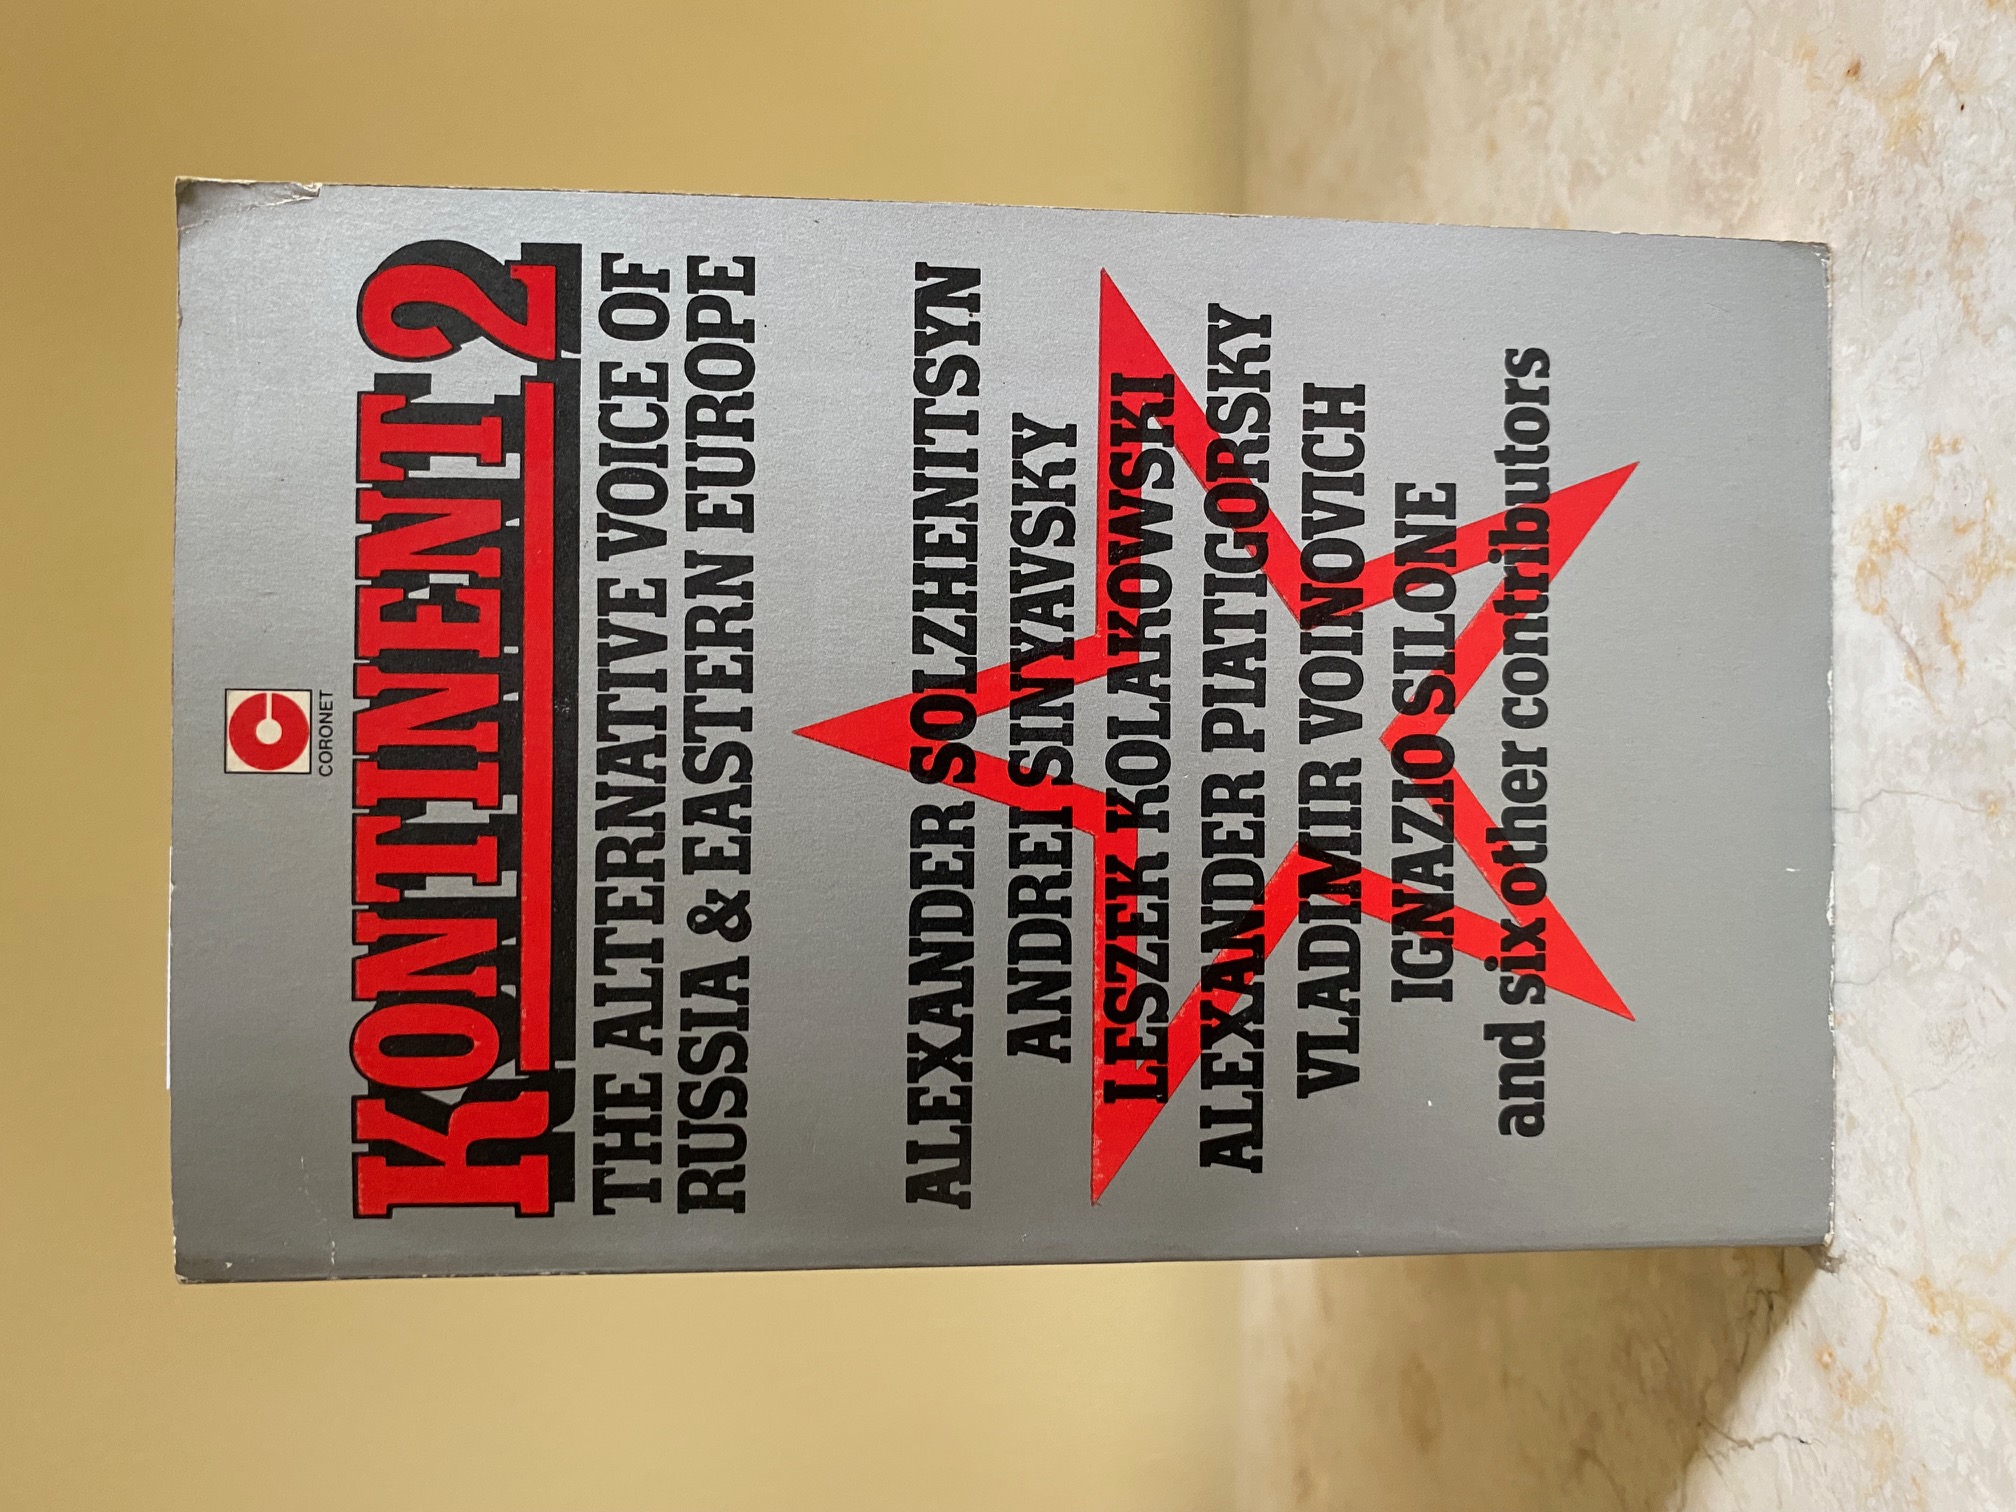 CORONET
KONTINENT 2
THE ALTERNATIVE VOICE OF
RUSSIA & EASTERN EUROPE
ALEXANDER SOLZHENITSYN
ANDREI SINYAVSKY
LESZEK KOLAKOWSKI
ALEXANDER PIATIGORSKY
VLADIMIR VOINOVICH
IGNAZIO SILONE
and six other contributors